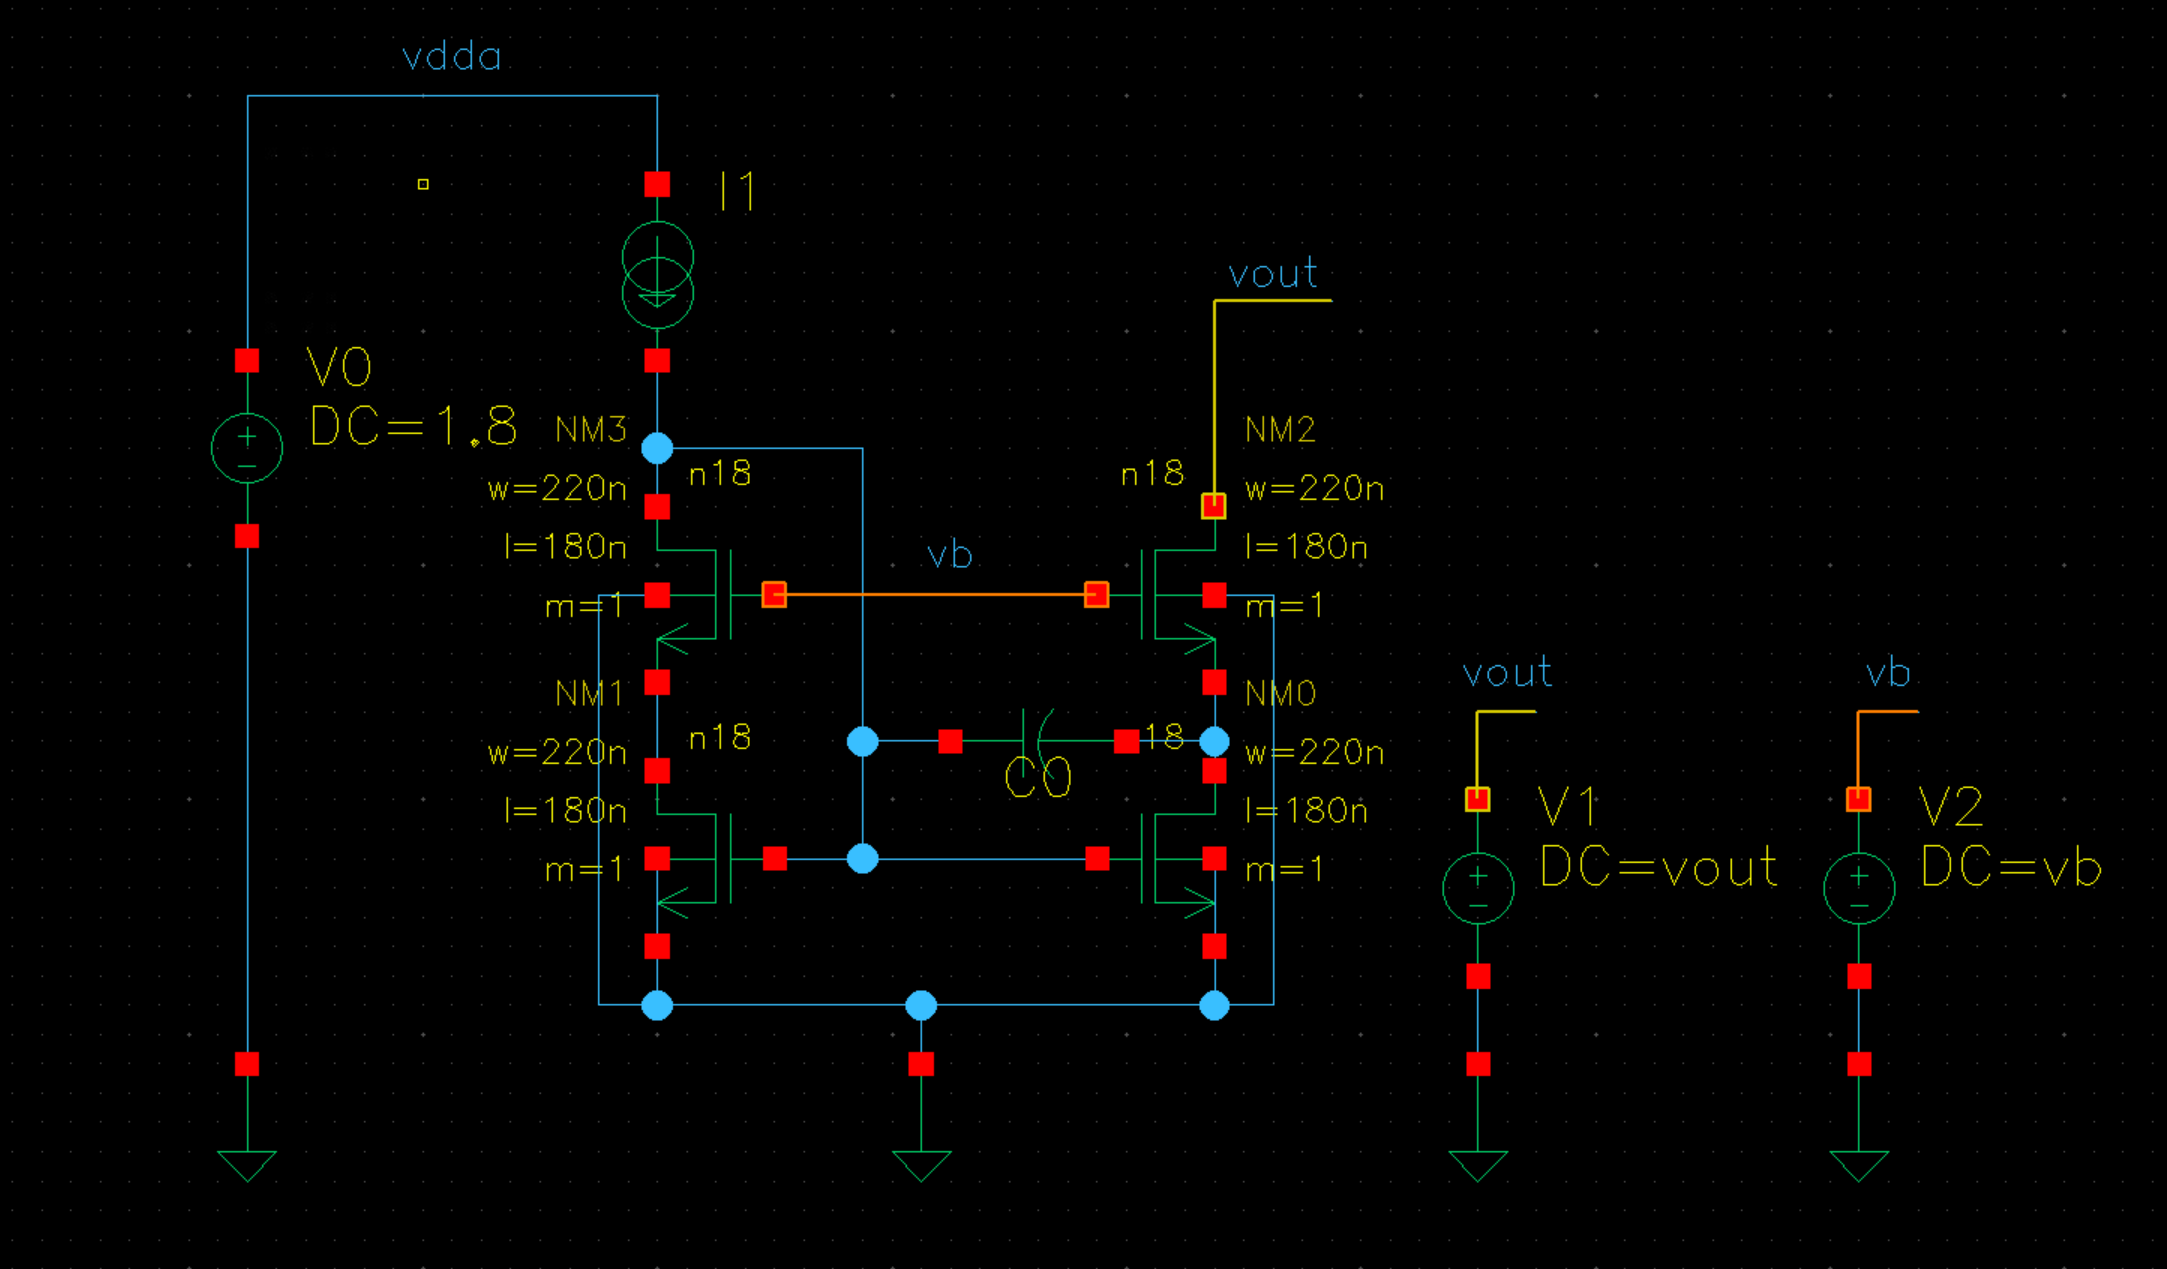 vdda
I1
vout
V0
DC=1.8
NM3
n18
w=220n
l=180n
m=1
vb
NM2
n18
w=220n
l=180n
m=1
NM1
n18
w=220n
l=180n
m=1
C0
18
NM0
w=220n
l=180n
m=1
vout
V1
DC=vout
vb
V2
DC=vb